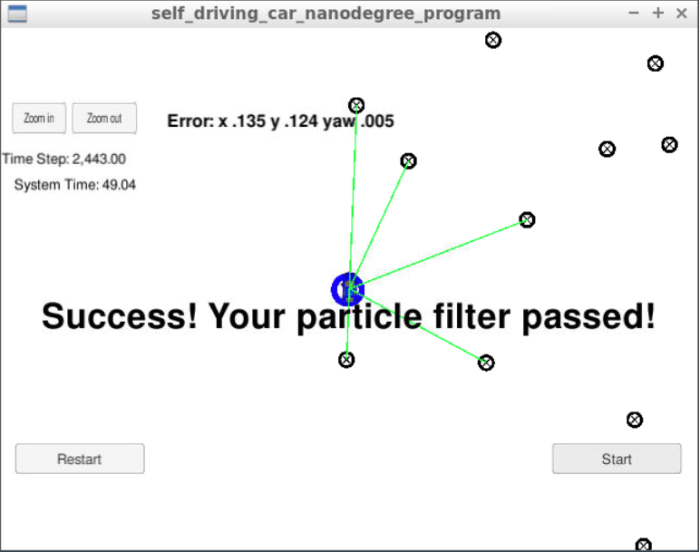 self_driving_car_nanodegree_program
Zoom in Zoom out
Error: x .135 y .124 yaw .005
Time Step: 2,443.00
System Time: 49.04
Success! Your particle filter passed!
Restart
Start